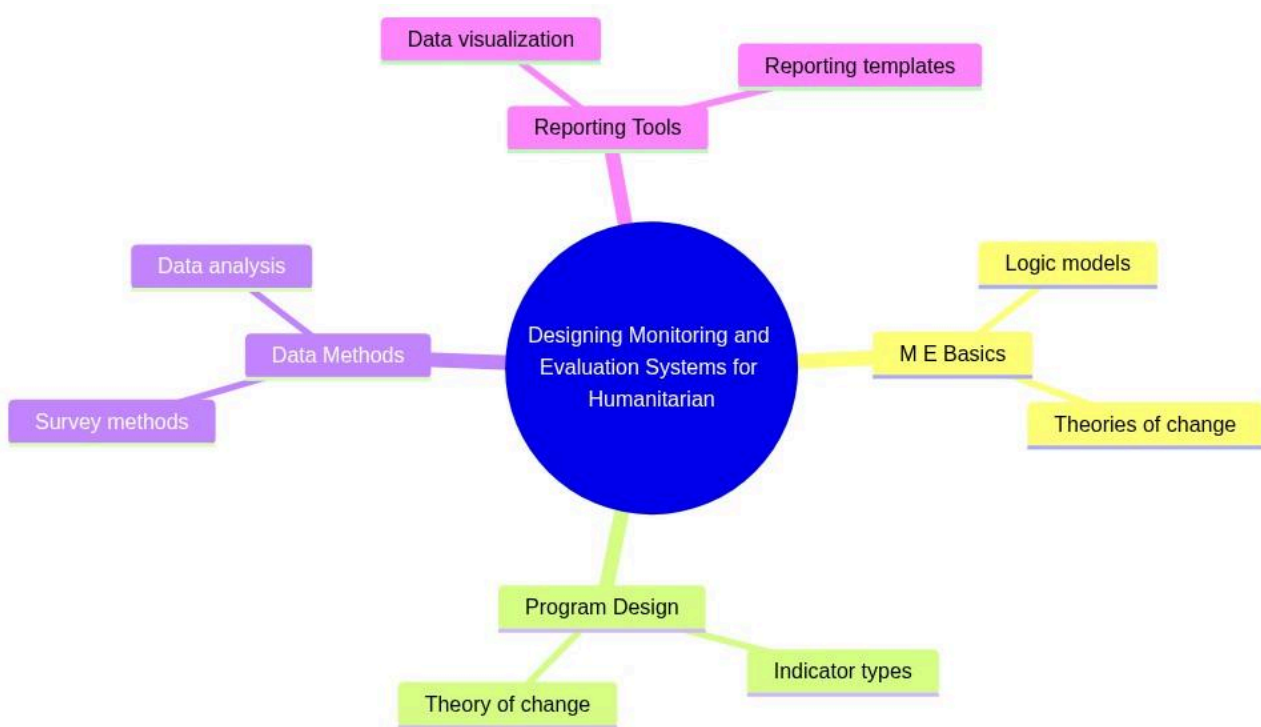 Data visualization
Reporting templates
Reporting Tools
Data analysis
Logic models
Designing Monitoring and
Evaluation Systems for
Humanitarian
Data Methods
M E Basics
Survey methods
Theories of change
Program Design
Indicator types
Theory of change